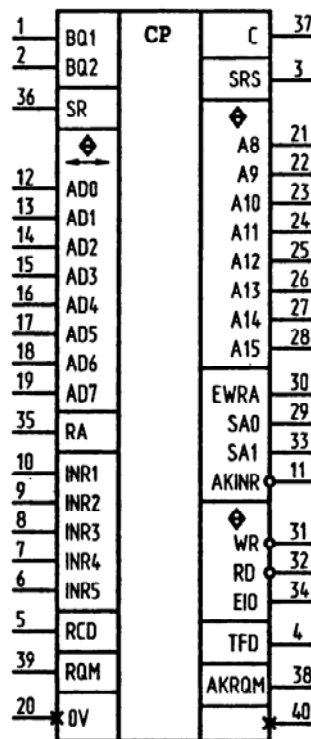 1 BQ1 CP C 37
2 BQ2
SRS 3
36 SR
A8 21
A9 22
12 AD0 A10 23
13 AD1 A11 24
14 AD2 A12 25
15 AD3 A13 26
16 AD4 A14 27
17 AD5 A15 28
18 AD6
19 AD7 EWRA 30
35 RA SA0 29
SA1 33
10 INR1 AKINR 11
9 INR2
8 INR3 WR 31
7 INR4 RD 32
6 INR5 EIO 34
5 RCD TFD 4
39 RQM AKRQM 38
20 0V 40